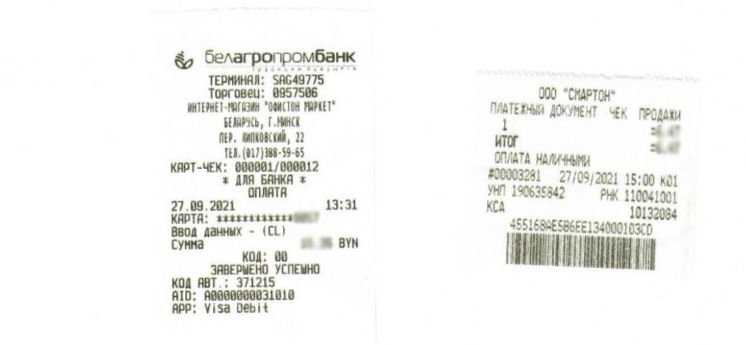 белагропромбанк
ТЕРМИНАЛ: SAG49775
Торговец: 0957506
ИНТЕРНЕТ-МАГАЗИН "ОФИСТОН МАРКЕТ"
БЕЛАРУСЬ, Г.МИНСК
ПЕР. ЛИПКОВСКИЙ, 22
ТЕЛ.(017)388-59-65
КАРТ-ЧЕК: 000001/000012
* ДЛЯ БАНКА *
ОПЛАТА
27.09.2021 13:31
КАРТА: ************
Ввод данных - (CL)
Сумма BYN
КОД: 00
ЗАВЕРШЕНО УСПЕШНО
КОД АВТ.: 371215
AID: A0000000031010
APP: Visa Debit
ООО "СМАРТОН"
ПЛАТЕЖНЫЙ ДОКУМЕНТ ЧЕК ПРОДАЖИ
1
ИТОГ
ОПЛАТА НАЛИЧНЫМИ
#00003281 27/09/2021 15:00 К01
УНП 190635842 РНК 110041001
КСА 10132084
455168AE5B6EE134000103CD